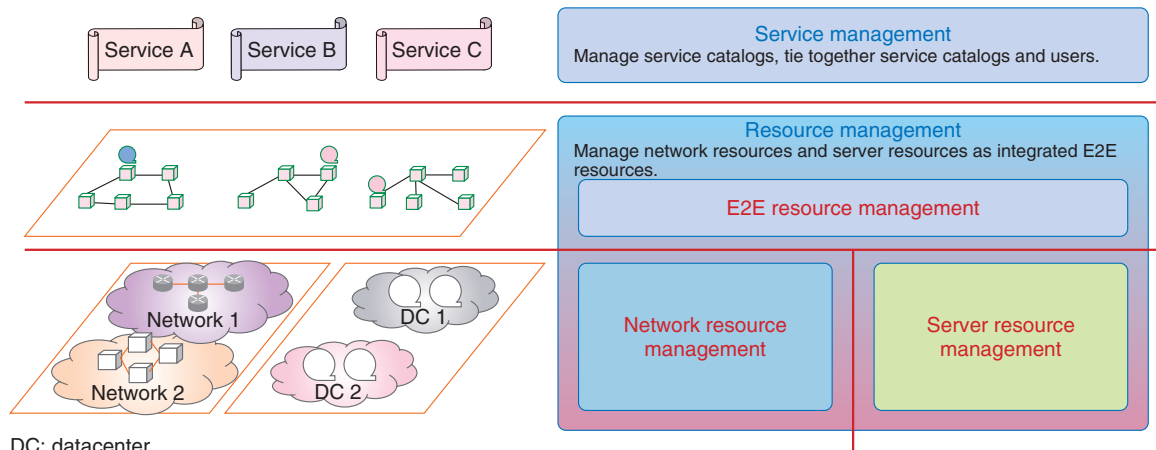 Service A
Service B
Service C
Service management
Manage service catalogs, tie together service catalogs and users.
Resource management
Manage network resources and server resources as integrated E2E
resources.
E2E resource management
Network 1
Network 2
DC 1
DC 2
Network resource
management
Server resource
management
DC: datacenter